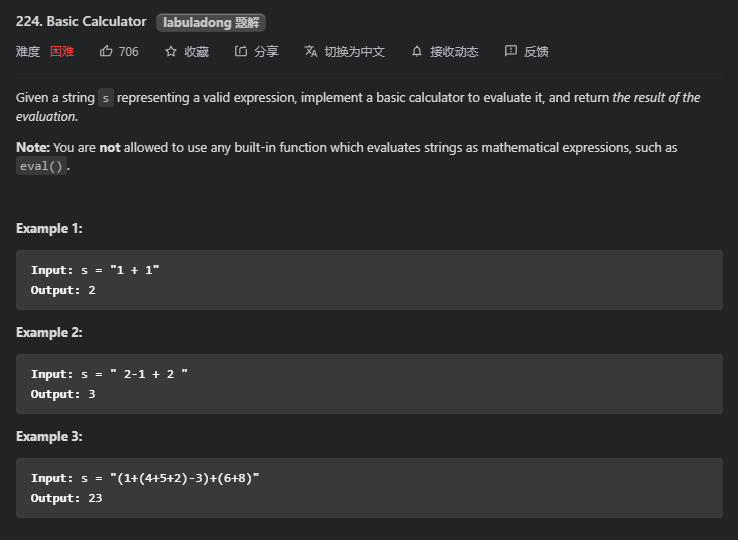 224. Basic Calculator labuladong 题解
难度 困难 706 收藏 分享 切换为中文 接收动态 反馈
Given a string s representing a valid expression, implement a basic calculator to evaluate it, and return the result of the
evaluation.
Note: You are not allowed to use any built-in function which evaluates strings as mathematical expressions, such as
eval().
Example 1:
Input: s = "1 + 1"
Output: 2
Example 2:
Input: s = " 2-1 + 2 "
Output: 3
Example 3:
Input: s = "(1+(4+5+2)-3)+(6+8)"
Output: 23